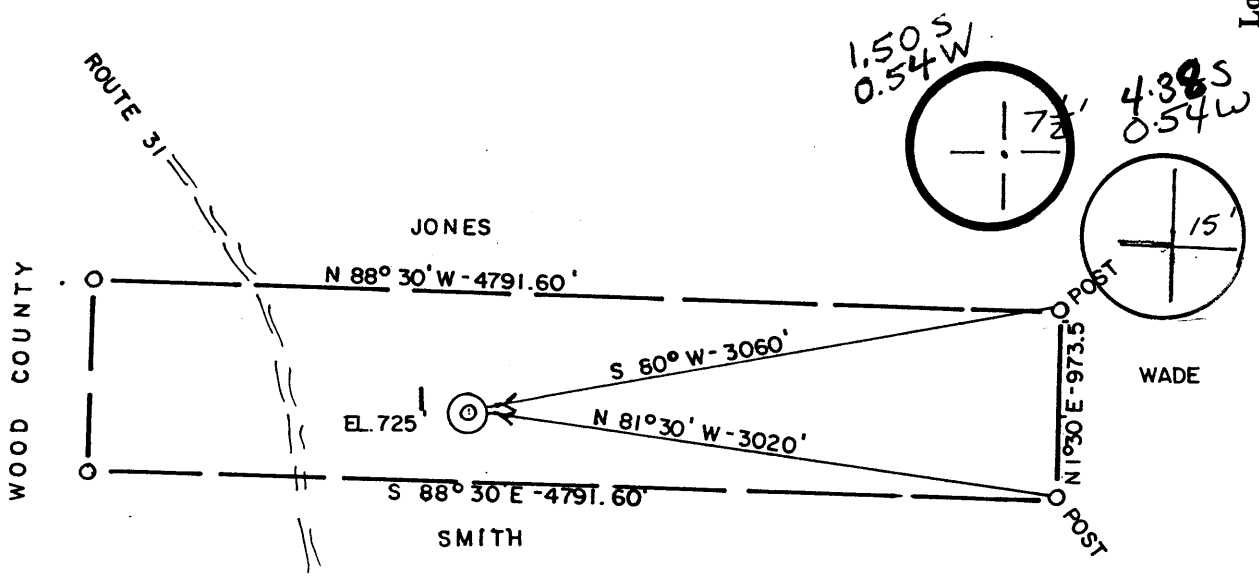 Lo
1.50 S
0.54 W
7½'
4.38 S
0.54 W
15'
ROUTE 31
JONES
N 88° 30' W - 4791.60'
POST
S 80° W - 3060'
N 1° 30' E - 973.5'
WADE
WOOD COUNTY
EL. 725'
N 81° 30' W - 3020'
S 88° 30' E - 4791.60'
POST
SMITH